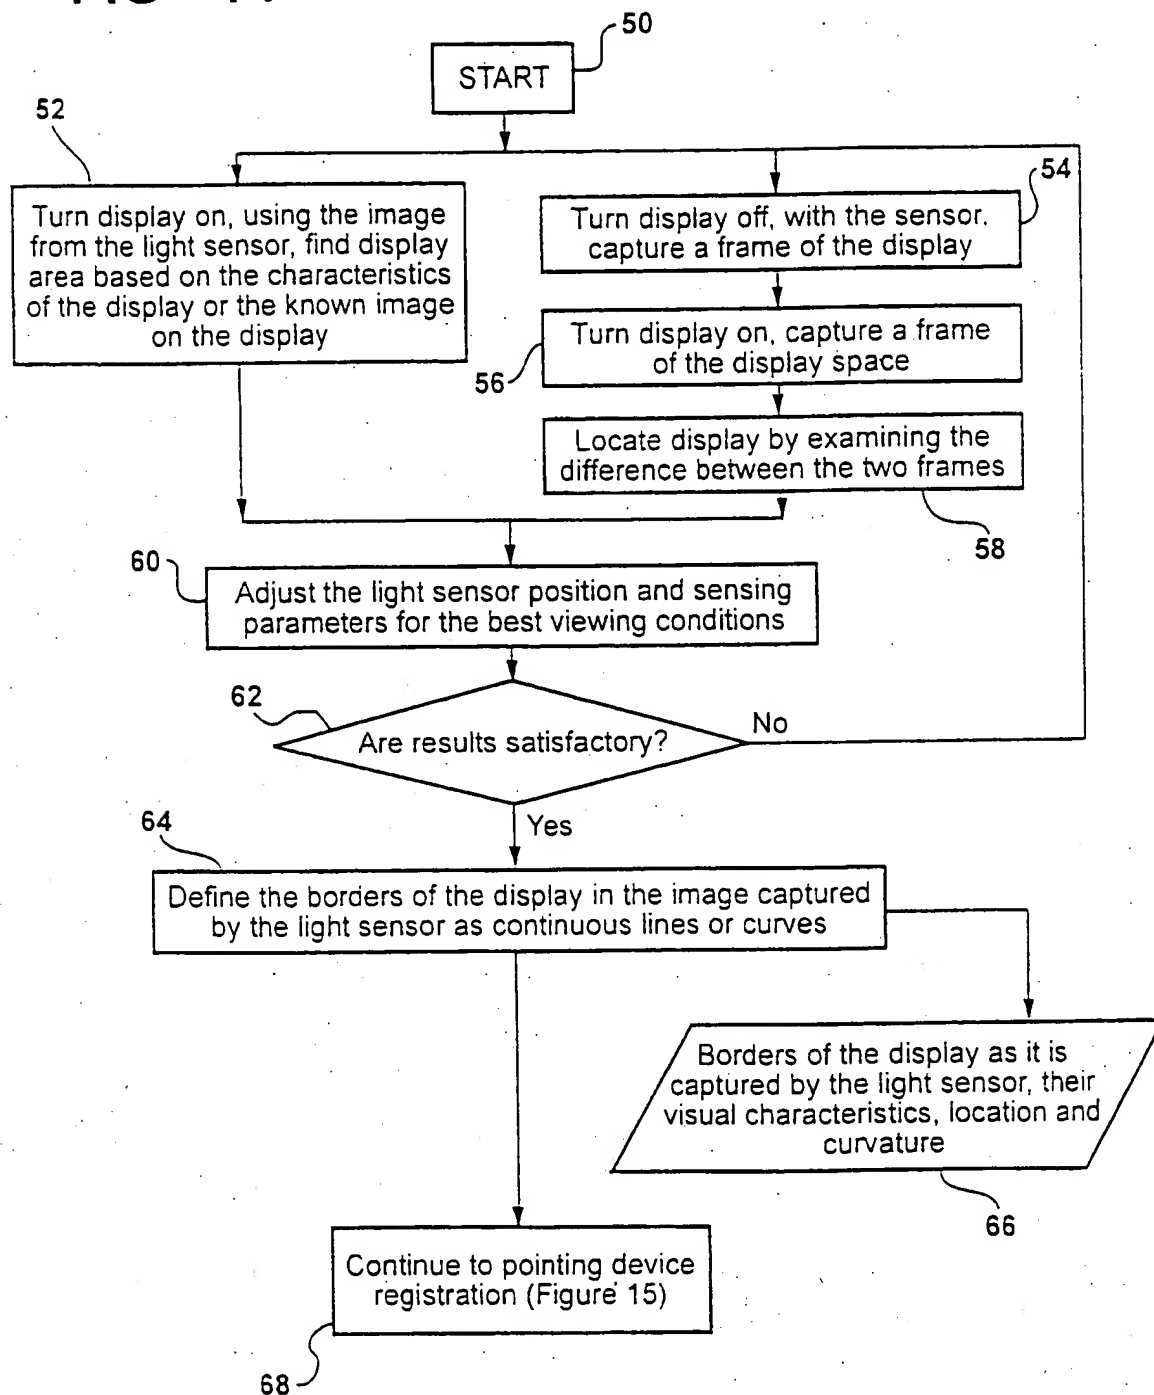 50
START
52
54
Turn display on, using the image
from the light sensor, find display
area based on the characteristics
of the display or the known image
on the display
Turn display off, with the sensor.
capture a frame of the display
Turn display on, capture a frame
of the display space
56
Locate display by examining the
difference between the two frames
58
60
Adjust the light sensor position and sensing
parameters for the best viewing conditions
62
Are results satisfactory?
No
Yes
64
Define the borders of the display in the image captured
by the light sensor as continuous lines or curves
Borders of the display as it is
captured by the light sensor, their
visual characteristics, location and
curvature
66
Continue to pointing device
registration (Figure 15)
68